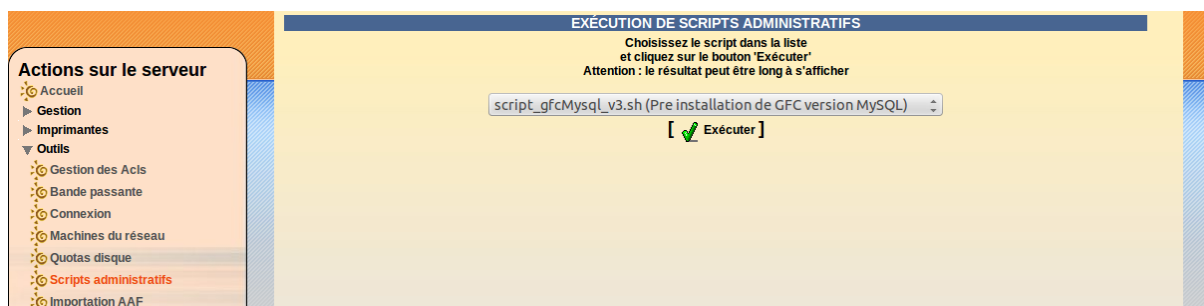 EXÉCUTION DE SCRIPTS ADMINISTRATIFS
Choisissez le script dans la liste
et cliquez sur le bouton 'Exécuter'
Attention : le résultat peut être long à s'afficher
script_gfcMysql_v3.sh (Pre installation de GFC version MySQL)
[ Exécuter ]
Actions sur le serveur
Accueil
Gestion
Imprimantes
Outils
Gestion des Acls
Bande passante
Connexion
Machines du réseau
Quotas disque
Scripts administratifs
Importation AAF